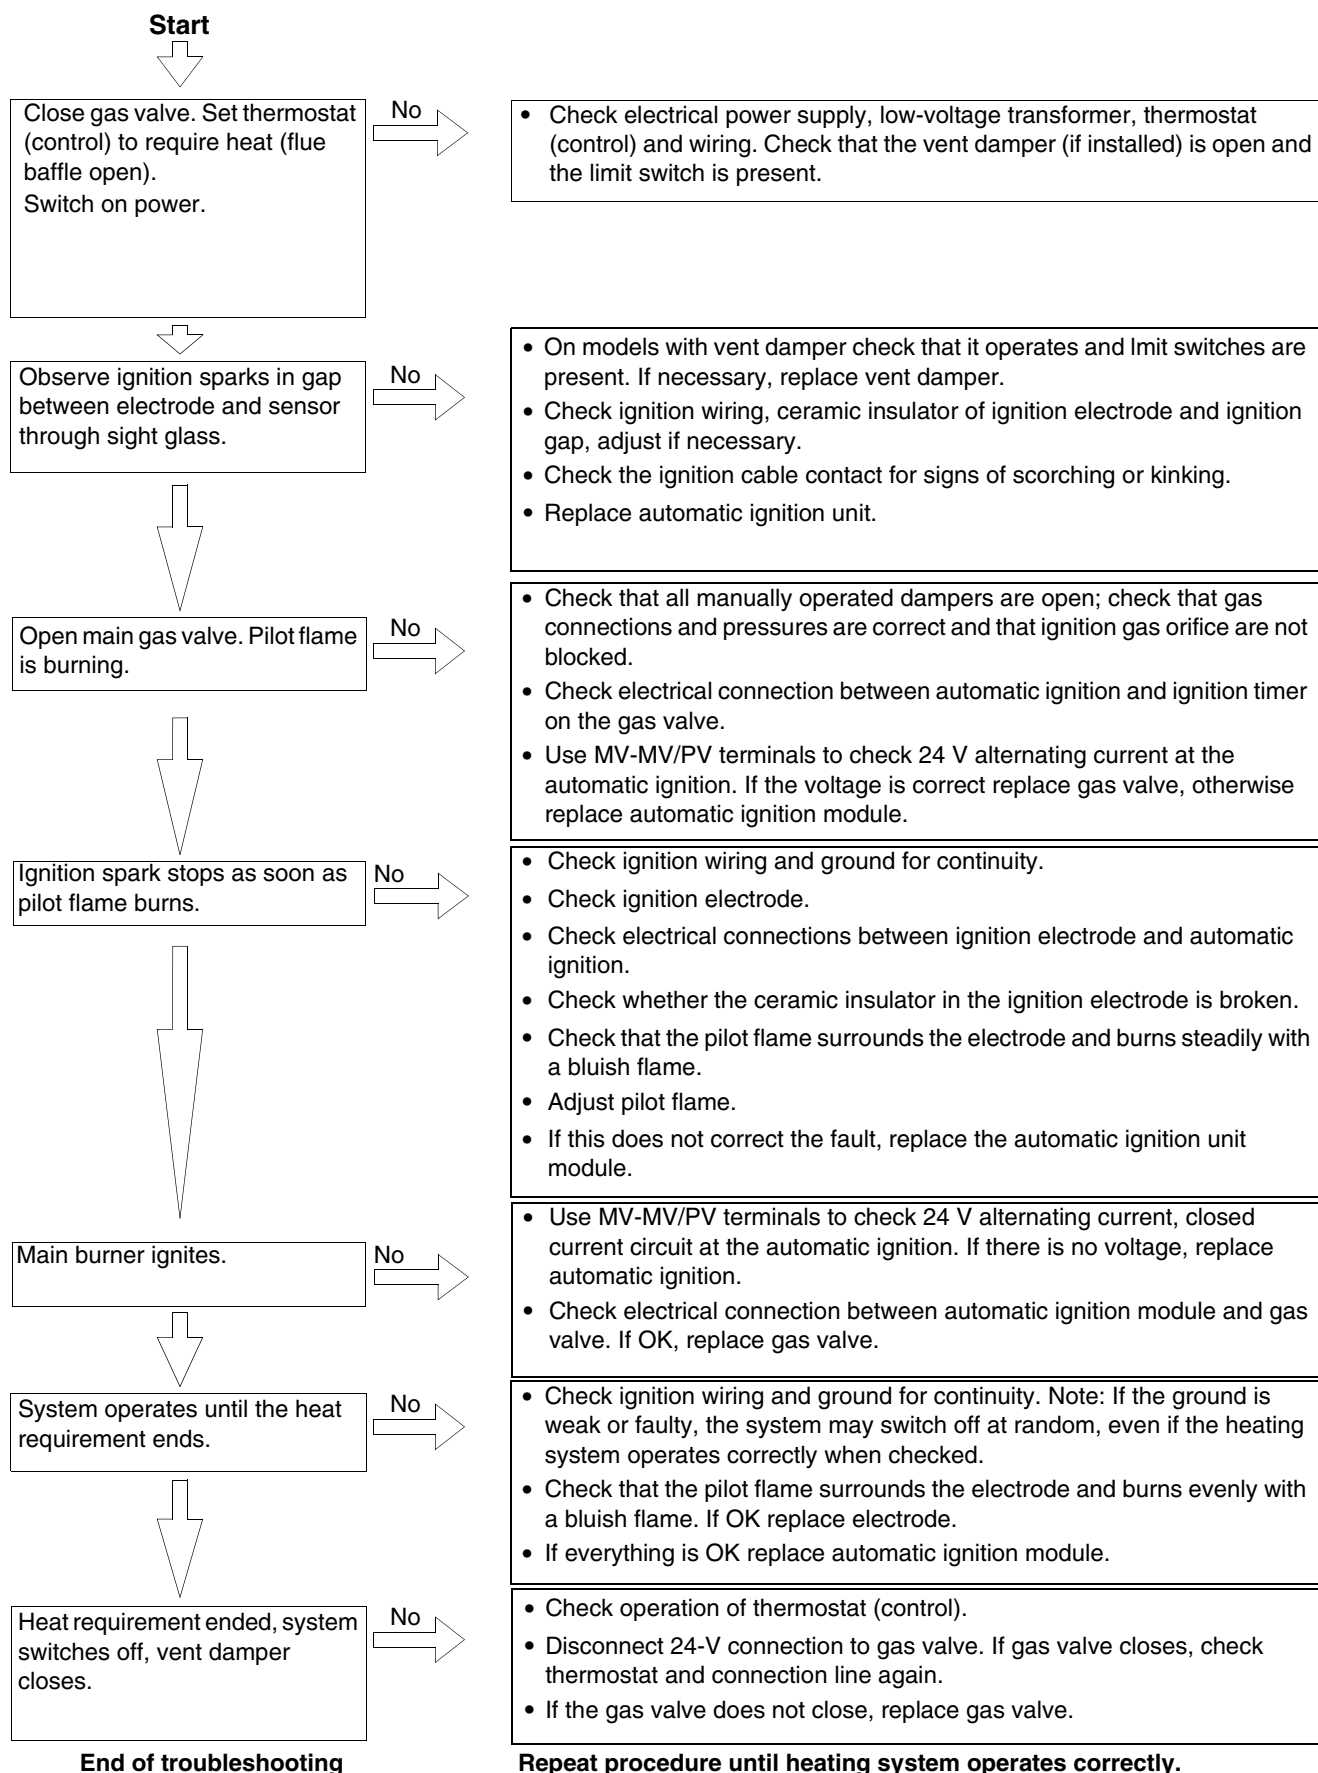 Start
Close gas valve. Set thermostat
(control) to require heat (flue
baffle open).
Switch on power.
No
• Check electrical power supply, low-voltage transformer, thermostat
(control) and wiring. Check that the vent damper (if installed) is open and
the limit switch is present.
Observe ignition sparks in gap
between electrode and sensor
through sight glass.
No
• On models with vent damper check that it operates and lmit switches are
present. If necessary, replace vent damper.
• Check ignition wiring, ceramic insulator of ignition electrode and ignition
gap, adjust if necessary.
• Check the ignition cable contact for signs of scorching or kinking.
• Replace automatic ignition unit.
Open main gas valve. Pilot flame
is burning.
No
• Check that all manually operated dampers are open; check that gas
connections and pressures are correct and that ignition gas orifice are not
blocked.
• Check electrical connection between automatic ignition and ignition timer
on the gas valve.
• Use MV-MV/PV terminals to check 24 V alternating current at the
automatic ignition. If the voltage is correct replace gas valve, otherwise
replace automatic ignition module.
Ignition spark stops as soon as
pilot flame burns.
No
• Check ignition wiring and ground for continuity.
• Check ignition electrode.
• Check electrical connections between ignition electrode and automatic
ignition.
• Check whether the ceramic insulator in the ignition electrode is broken.
• Check that the pilot flame surrounds the electrode and burns steadily with
a bluish flame.
• Adjust pilot flame.
• If this does not correct the fault, replace the automatic ignition unit
module.
Main burner ignites.
No
• Use MV-MV/PV terminals to check 24 V alternating current, closed
current circuit at the automatic ignition. If there is no voltage, replace
automatic ignition.
• Check electrical connection between automatic ignition module and gas
valve. If OK, replace gas valve.
System operates until the heat
requirement ends.
No
• Check ignition wiring and ground for continuity. Note: If the ground is
weak or faulty, the system may switch off at random, even if the heating
system operates correctly when checked.
• Check that the pilot flame surrounds the electrode and burns evenly with
a bluish flame. If OK replace electrode.
• If everything is OK replace automatic ignition module.
Heat requirement ended, system
switches off, vent damper
closes.
No
• Check operation of thermostat (control).
• Disconnect 24-V connection to gas valve. If gas valve closes, check
thermostat and connection line again.
• If the gas valve does not close, replace gas valve.
End of troubleshooting
Repeat procedure until heating system operates correctly.